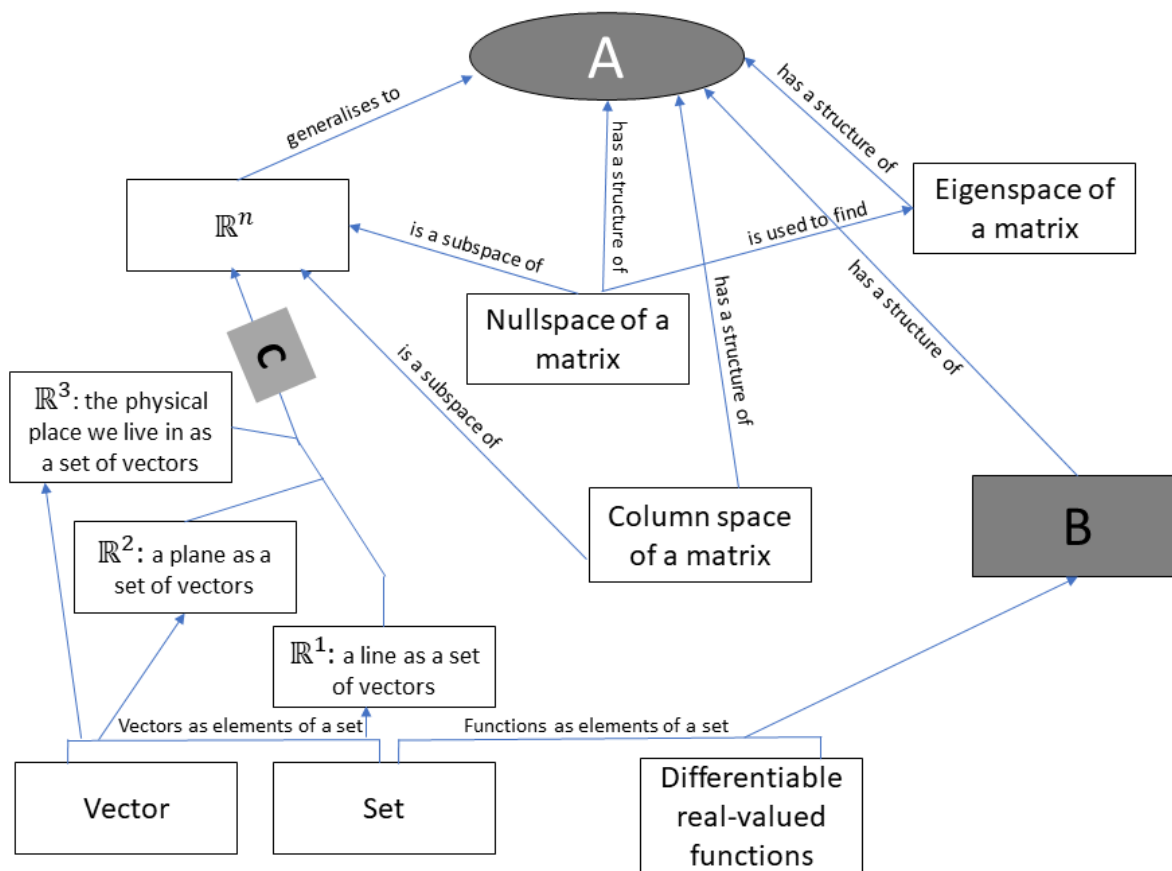 A
generalises to
has a structure of
has a structure of
ℝⁿ
Eigenspace of
a matrix
is a subspace of
is used to find
Nullspace of a
matrix
has a structure of
has a structure of
C
is a subspace of
ℝ³: the physical
place we live in as
a set of vectors
Column space
of a matrix
B
ℝ²: a plane as a
set of vectors
ℝ¹: a line as a set
of vectors
Vectors as elements of a set
Functions as elements of a set
Vector
Set
Differentiable
real-valued
functions